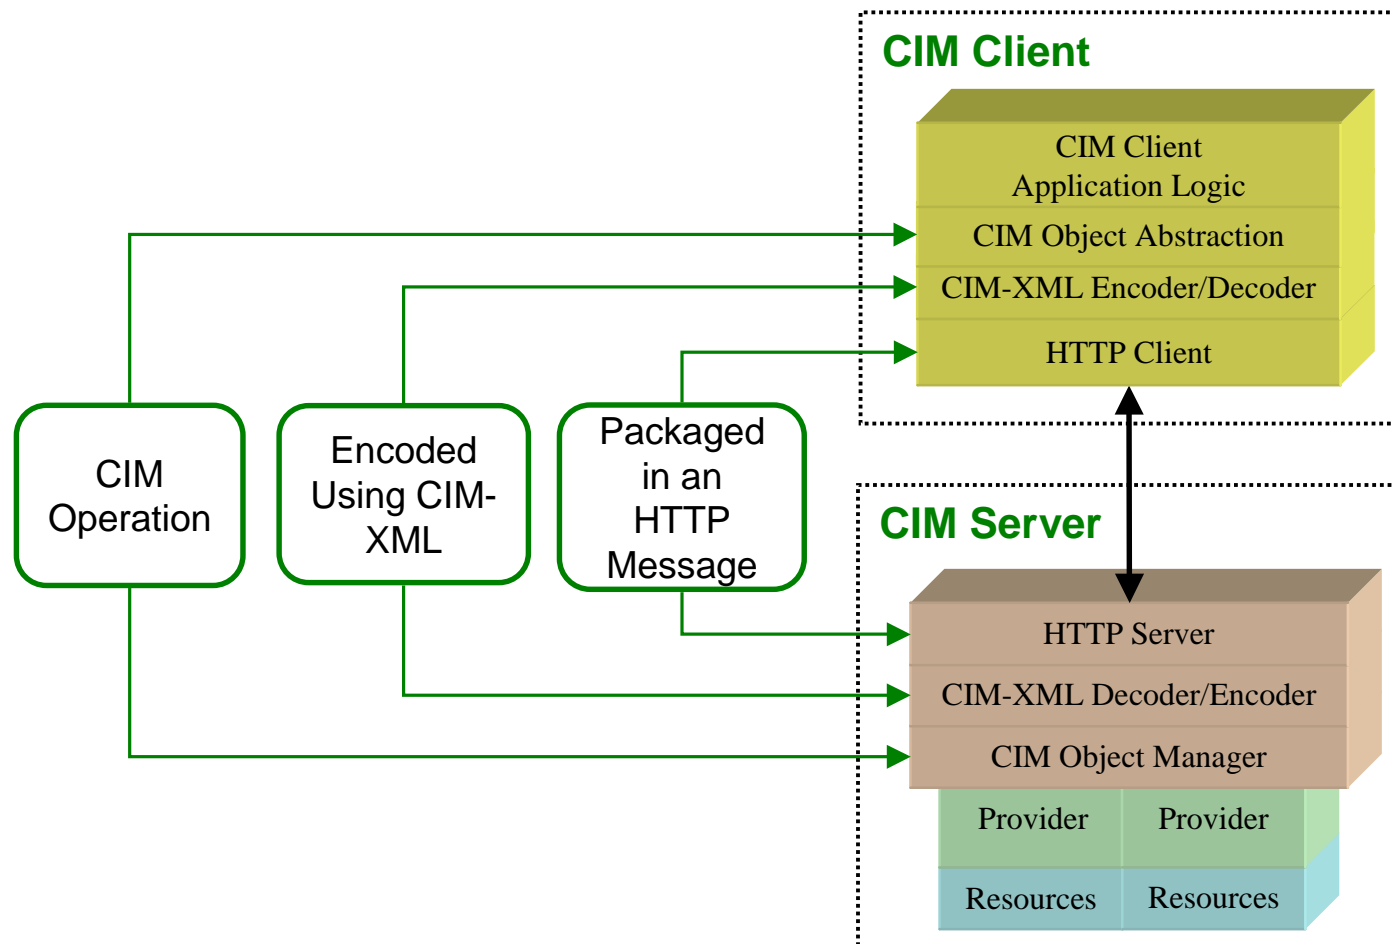 CIM Client
CIM Client
Application Logic
CIM Object Abstraction
CIM-XML Encoder/Decoder
HTTP Client
CIM
Operation
Encoded
Using CIM-
XML
Packaged
in an
HTTP
Message
CIM Server
HTTP Server
CIM-XML Decoder/Encoder
CIM Object Manager
Provider Provider
Resources Resources